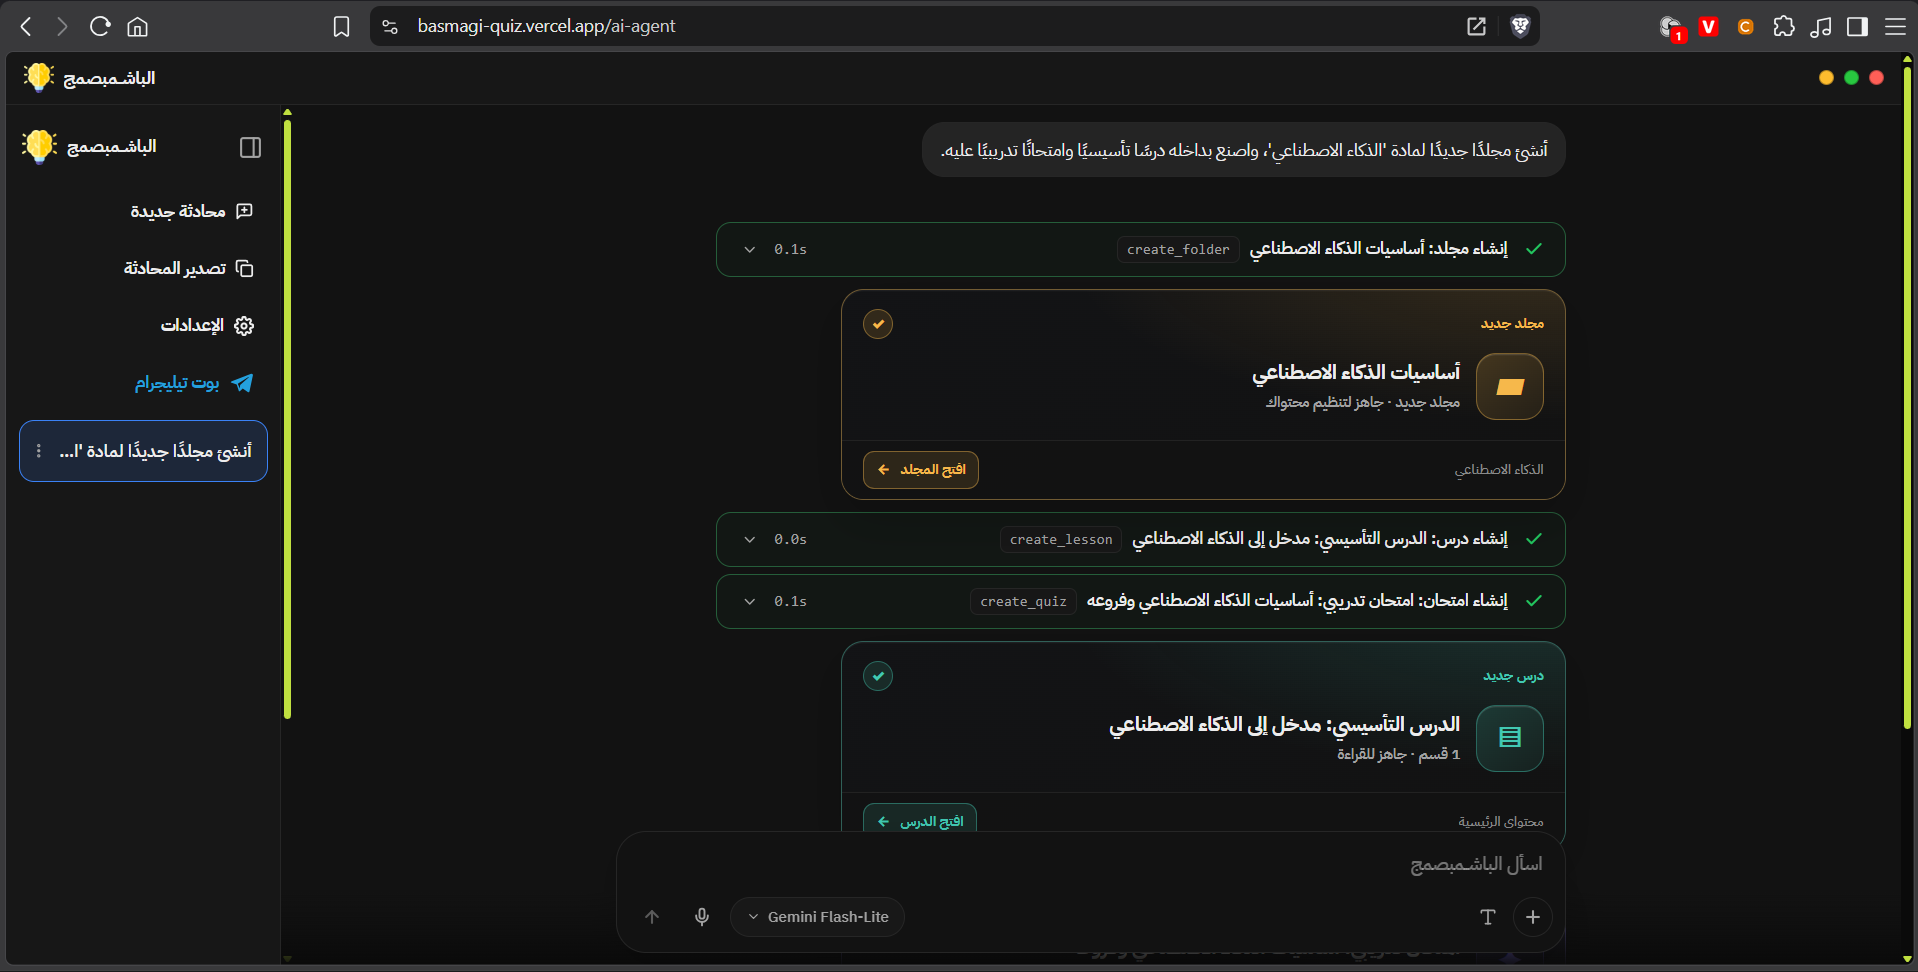 basmagi-quiz.vercel.app/ai-agent
1
V
C
الباشمبصمج
الباشمبصمج
محادثة جديدة
تصدير المحادثة
الإعدادات
بوت تيليجرام
أنشئ مجلدًا جديدًا لمادة 'ا...
أنشئ مجلدًا جديدًا لمادة 'الذكاء الاصطناعي'، واصنع بداخله درسًا تأسيسيًا وامتحانًا تدريبيًا عليه.
إنشاء مجلد: أساسيات الذكاء الاصطناعي create_folder 0.1s
مجلد جديد
أساسيات الذكاء الاصطناعي
مجلد جديد · جاهز لتنظيم محتواك
الذكاء الاصطناعي
افتح المجلد ←
إنشاء درس: الدرس التأسيسي: مدخل إلى الذكاء الاصطناعي create_lesson 0.0s
إنشاء امتحان: امتحان تدريبي: أساسيات الذكاء الاصطناعي وفروعه create_quiz 0.1s
درس جديد
الدرس التأسيسي: مدخل إلى الذكاء الاصطناعي
1 قسم · جاهز للقراءة
محتواى الرئيسية
افتح الدرس ←
اسأل الباشمبصمج
T
Gemini Flash-Lite